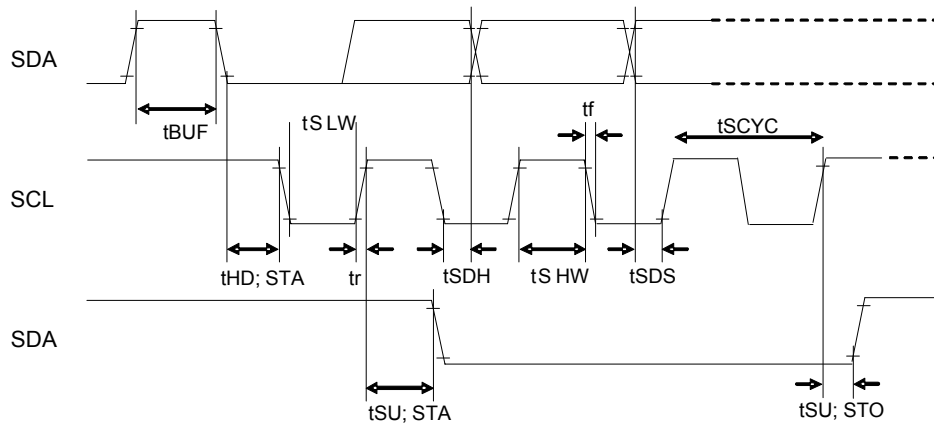 SDA
tBUF
tS LW
tf
tSCYC
SCL
tHD; STA
tr
tSDH
tS HW
tSDS
SDA
tSU; STA
tSU; STO